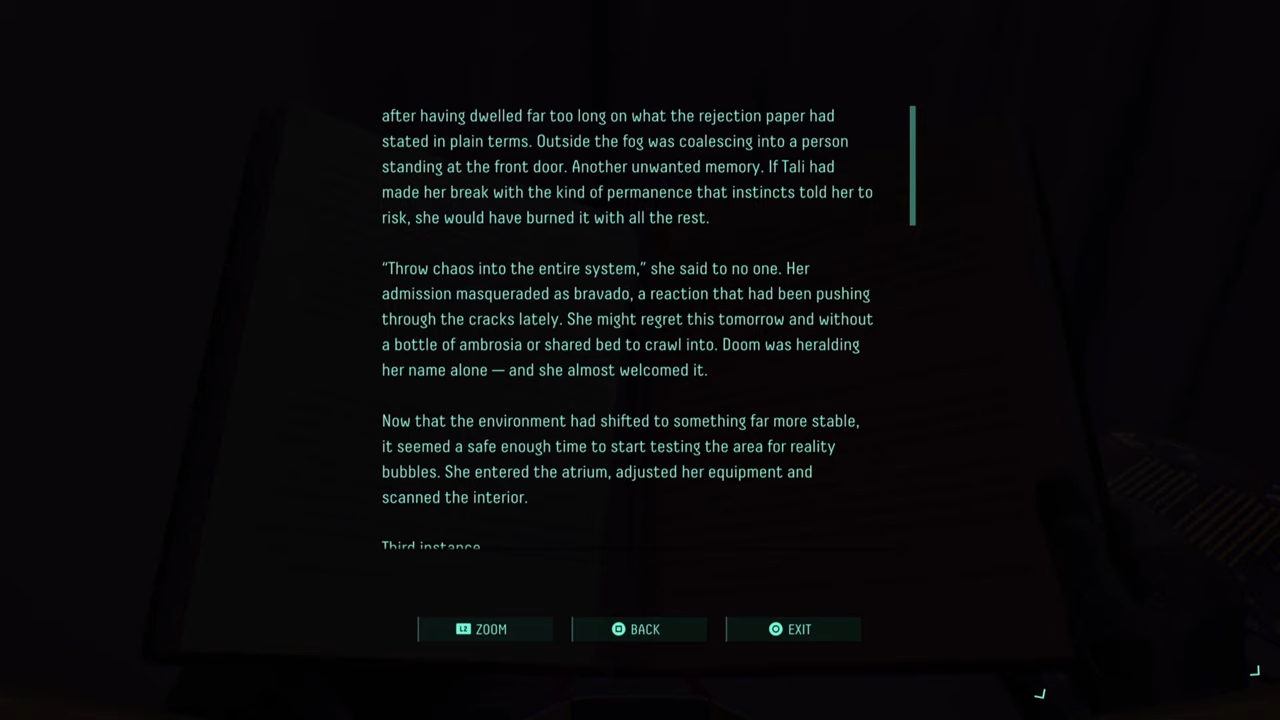 after having dwelled far too long on what the rejection paper had
stated in plain terms. Outside the fog was coalescing into a person
standing at the front door. Another unwanted memory. If Tali had
made her break with the kind of permanence that instincts told her to
risk, she would have burned it with all the rest.
“Throw chaos into the entire system,” she said to no one. Her
admission masqueraded as bravado, a reaction that had been pushing
through the cracks lately. She might regret this tomorrow and without
a bottle of ambrosia or shared bed to crawl into. Doom was heralding
her name alone — and she almost welcomed it.
Now that the environment had shifted to something far more stable,
it seemed a safe enough time to start testing the area for reality
bubbles. She entered the atrium, adjusted her equipment and
scanned the interior.
Third instance
L2 ZOOM
BACK
EXIT